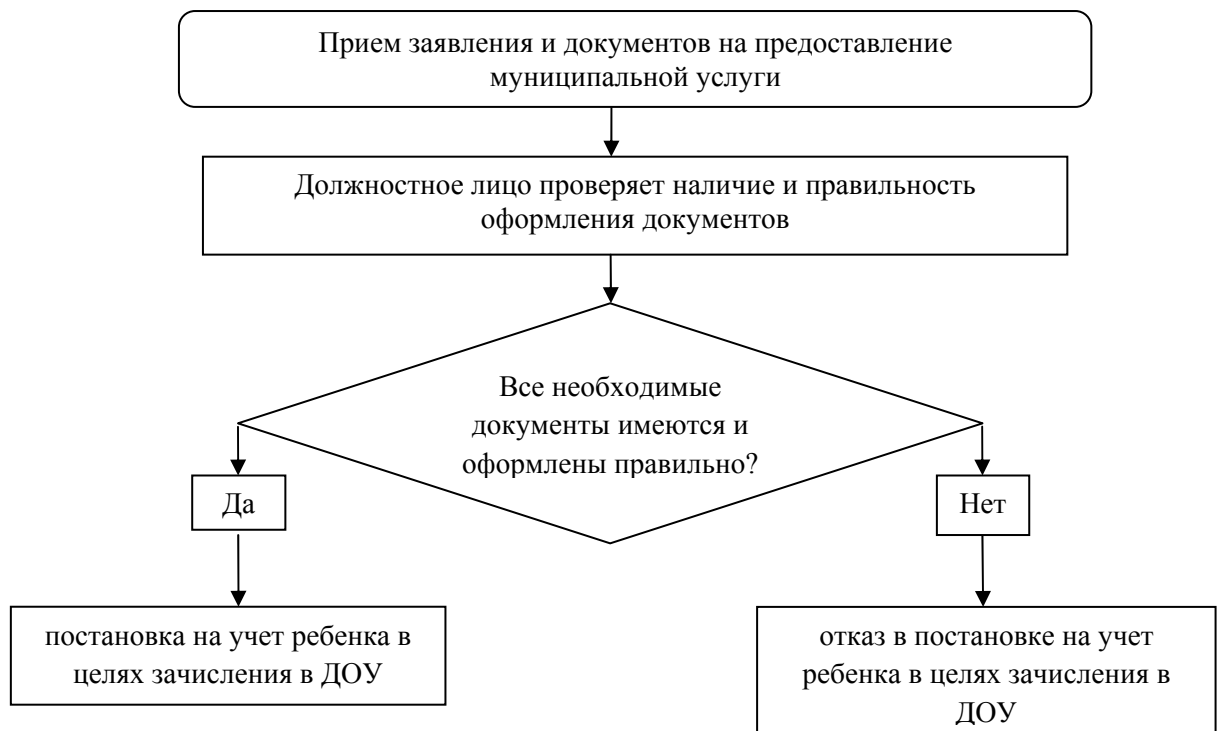 Прием заявления и документов на предоставление
муниципальной услуги
Должностное лицо проверяет наличие и правильность
оформления документов
Все необходимые
документы имеются и
оформлены правильно?
Да
Нет
постановка на учет ребенка в
целях зачисления в ДОУ
отказ в постановке на учет
ребенка в целях зачисления в
ДОУ